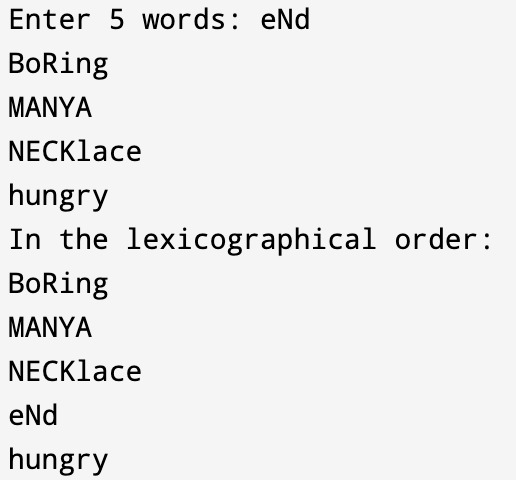 Enter 5 words: eNd
BoRing
MANYA
NECKlace
hungry
In the lexicographical order:
BoRing
MANYA
NECKlace
eNd
hungry